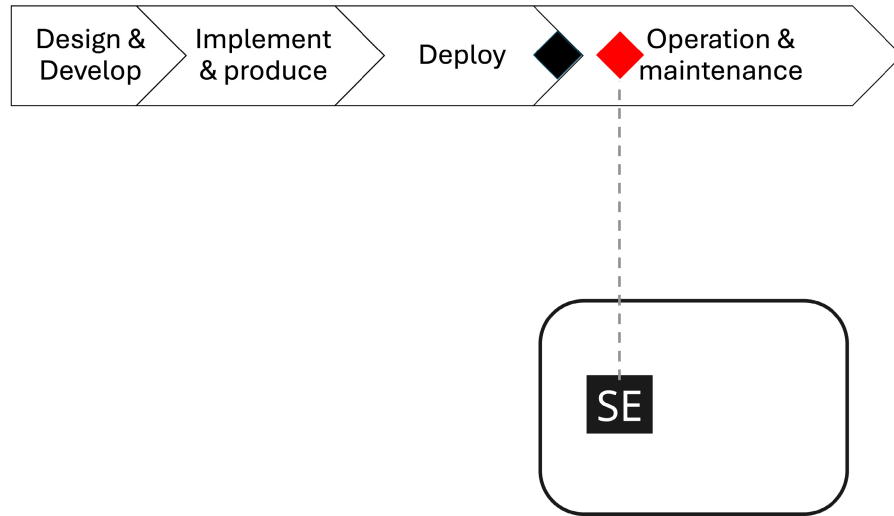 Design &
Develop
Implement
& produce
Deploy
Operation &
maintenance
SE